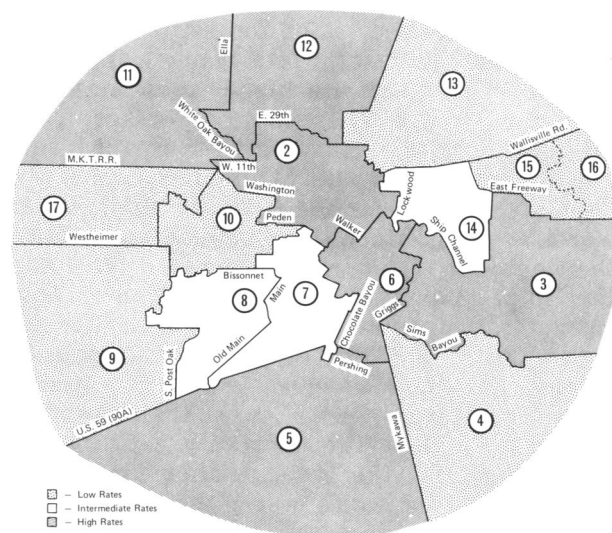 12
11
Ella
13
White Oak Bayou
E. 29th
2
Wallisville Rd.
M.K.T.R.R.
W. 11th
15
16
Washington
Lockwood
East Freeway
17
10
Peden
Walker
Ship Channel
14
Westheimer
Bissonnet
6
3
8
Main
7
Chocolate Bayou
Griggs
Sims
Bayou
9
S. Post Oak
Old Main
Pershing
U.S. 59 (90A)
Mykawa
4
5
– Low Rates
– Intermediate Rates
– High Rates